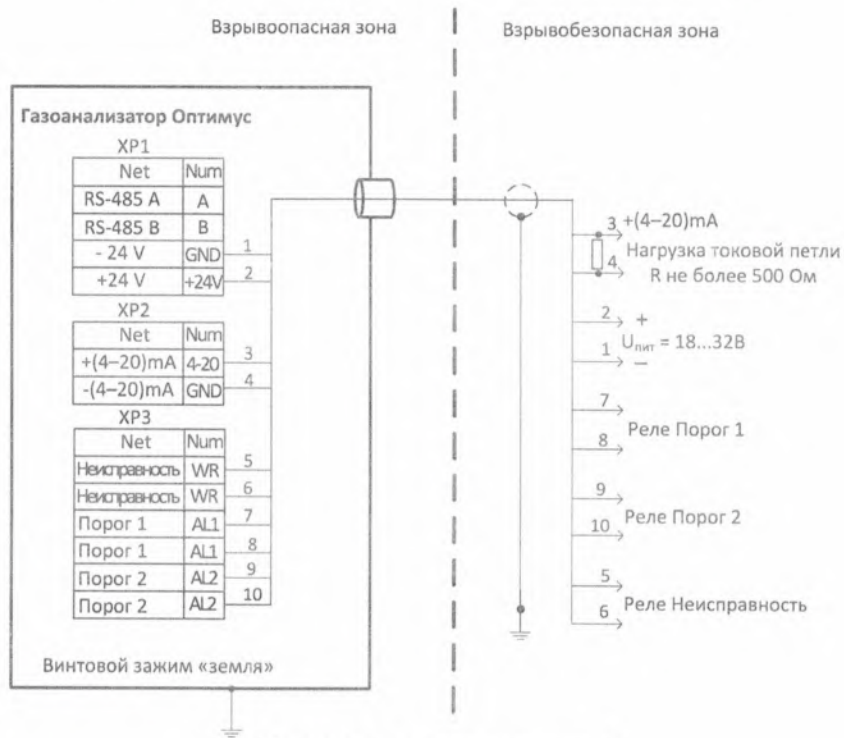 Взрывоопасная зона
Взрывобезопасная зона
Газоанализатор Оптимус
XP1
Net Num
RS-485 A A
RS-485 B B
- 24 V GND 1
+24 V +24V 2
XP2
Net Num
+(4–20)mA 4-20 3
-(4–20)mA GND 4
XP3
Net Num
Неисправность WR 5
Неисправность WR 6
Порог 1 AL1 7
Порог 1 AL1 8
Порог 2 AL2 9
Порог 2 AL2 10
Винтовой зажим «земля»
3 +(4–20)mA
Нагрузка токовой петли
4 R не более 500 Ом
2 +
Uпит = 18...32В
1 –
7
Реле Порог 1
8
9
Реле Порог 2
10
5
Реле Неисправность
6